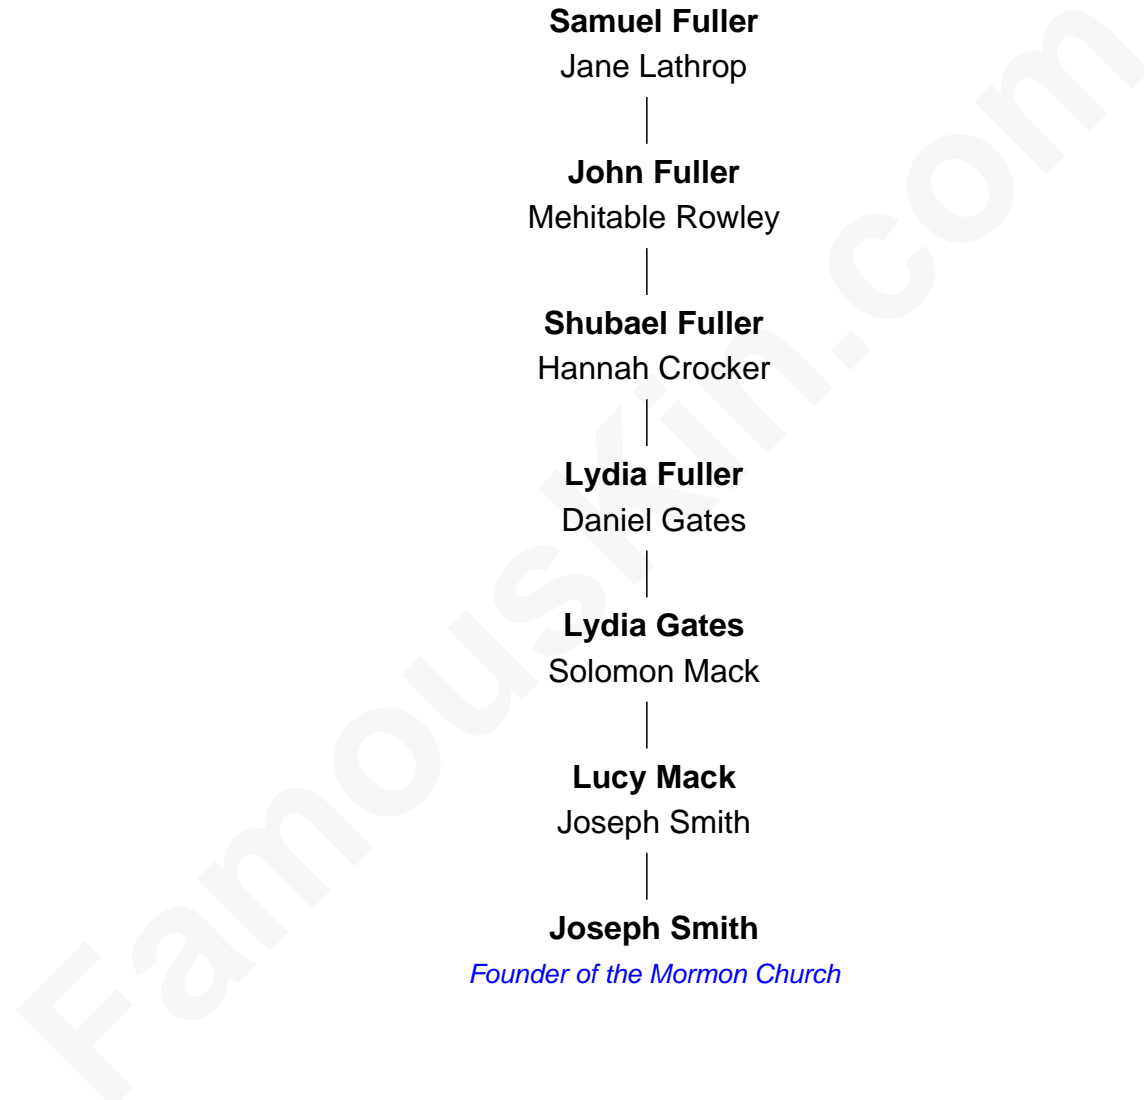 Samuel Fuller
Jane Lathrop
John Fuller
Mehitable Rowley
Shubael Fuller
Hannah Crocker
Lydia Fuller
Daniel Gates
Lydia Gates
Solomon Mack
Lucy Mack
Joseph Smith
Joseph Smith
Founder of the Mormon Church
FamousKin.com